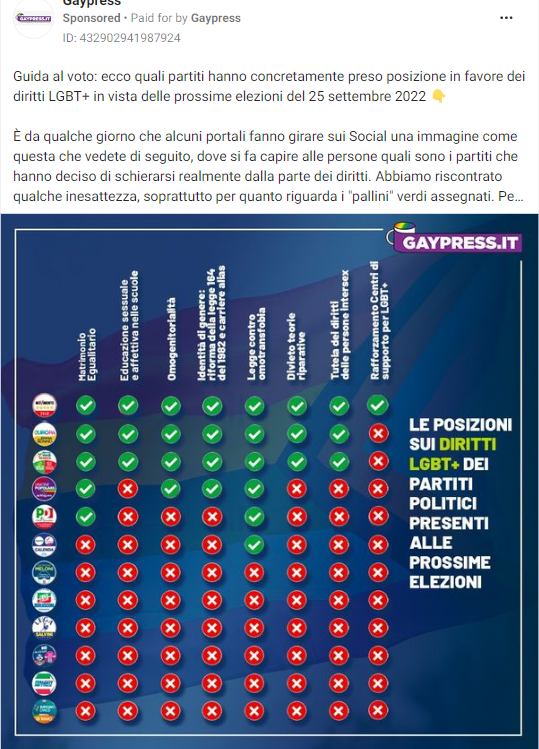 Gaypress
GAYPRESS.IT
Sponsored • Paid for by Gaypress
ID: 432902941987924
Guida al voto: ecco quali partiti hanno concretamente preso posizione in favore dei
diritti LGBT+ in vista delle prossime elezioni del 25 settembre 2022 👇
È da qualche giorno che alcuni portali fanno girare sui Social una immagine come
questa che vedete di seguito, dove si fa capire alle persone quali sono i partiti che
hanno deciso di schierarsi realmente dalla parte dei diritti. Abbiamo riscontrato
qualche inesattezza, soprattutto per quanto riguarda i "pallini" verdi assegnati. Pe...
GAYPRESS.IT
Matrimonio
Egualitario
Educazione sessuale
e affettiva nelle scuole
Omogenitorialità
Identità di genere:
riforma della legge 164
del 1982 e carriere alias
Legge contro
omotransfobia
Divieto teorie
riparative
Tutela dei diritti
delle persone intersex
Rafforzamento Centri di
supporto per LGBT+
LE POSIZIONI
SUI DIRITTI
LGBT+ DEI
PARTITI
POLITICI
PRESENTI
ALLE
PROSSIME
ELEZIONI
PD
CALENDA
MELONI
SALVINI